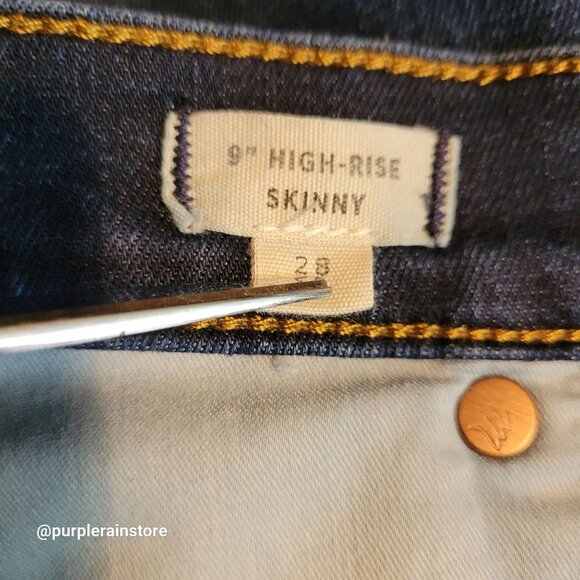 9" HIGH-RISE
SKINNY
28
@purplerainstore